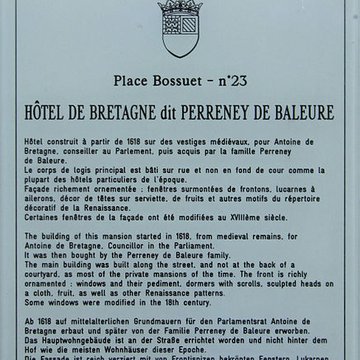 Place Bossuet - n°23
HÔTEL DE BRETAGNE dit PERRENEY DE BALEURE
Hôtel construit à partir de 1618 sur des vestiges médiévaux, pour Antoine de
Bretagne, conseiller au Parlement, puis acquis par la famille Perreney
de Baleure.
Le corps de logis principal est bâti sur rue et non en fond de cour comme la
plupart des hôtels particuliers de l'époque.
Façade richement ornementée ; fenêtres surmontées de frontons, lucarnes à
ailerons, décor de têtes sur serviette, de fruits et autres motifs du répertoire
décoratif de la Renaissance.
Certaines fenêtres de la façade ont été modifiées au XVIIIème siècle.
The building of this mansion started in 1618, from medieval remains, for
Antoine de Bretagne, Councillor in the Parliament.
It was then bought by the Perreney de Baleure family.
The main building was built along the street, and not at the back of a
courtyard, as most of the private mansions of the time. The front is richly
ornamented : windows and their pediment, dormers with scrolls, sculpted heads on
a cloth, fruit, as well as other Renaissance patterns.
Some windows were modified in the 18th century.
Ab 1618 auf mittelalterlichen Grundmauern für den Parlamentsrat Antoine de
Bretagne erbaut und später von der Familie Perreney de Baleure erworben.
Das Hauptwohngebäude ist an der Straße errichtet worden und nicht hinter dem
Hof wie die meisten Wohnhäuser dieser Epoche.
Die Fassade ist reich verziert mit von Frontispizen bekrönten Fenstern, Lukarnen